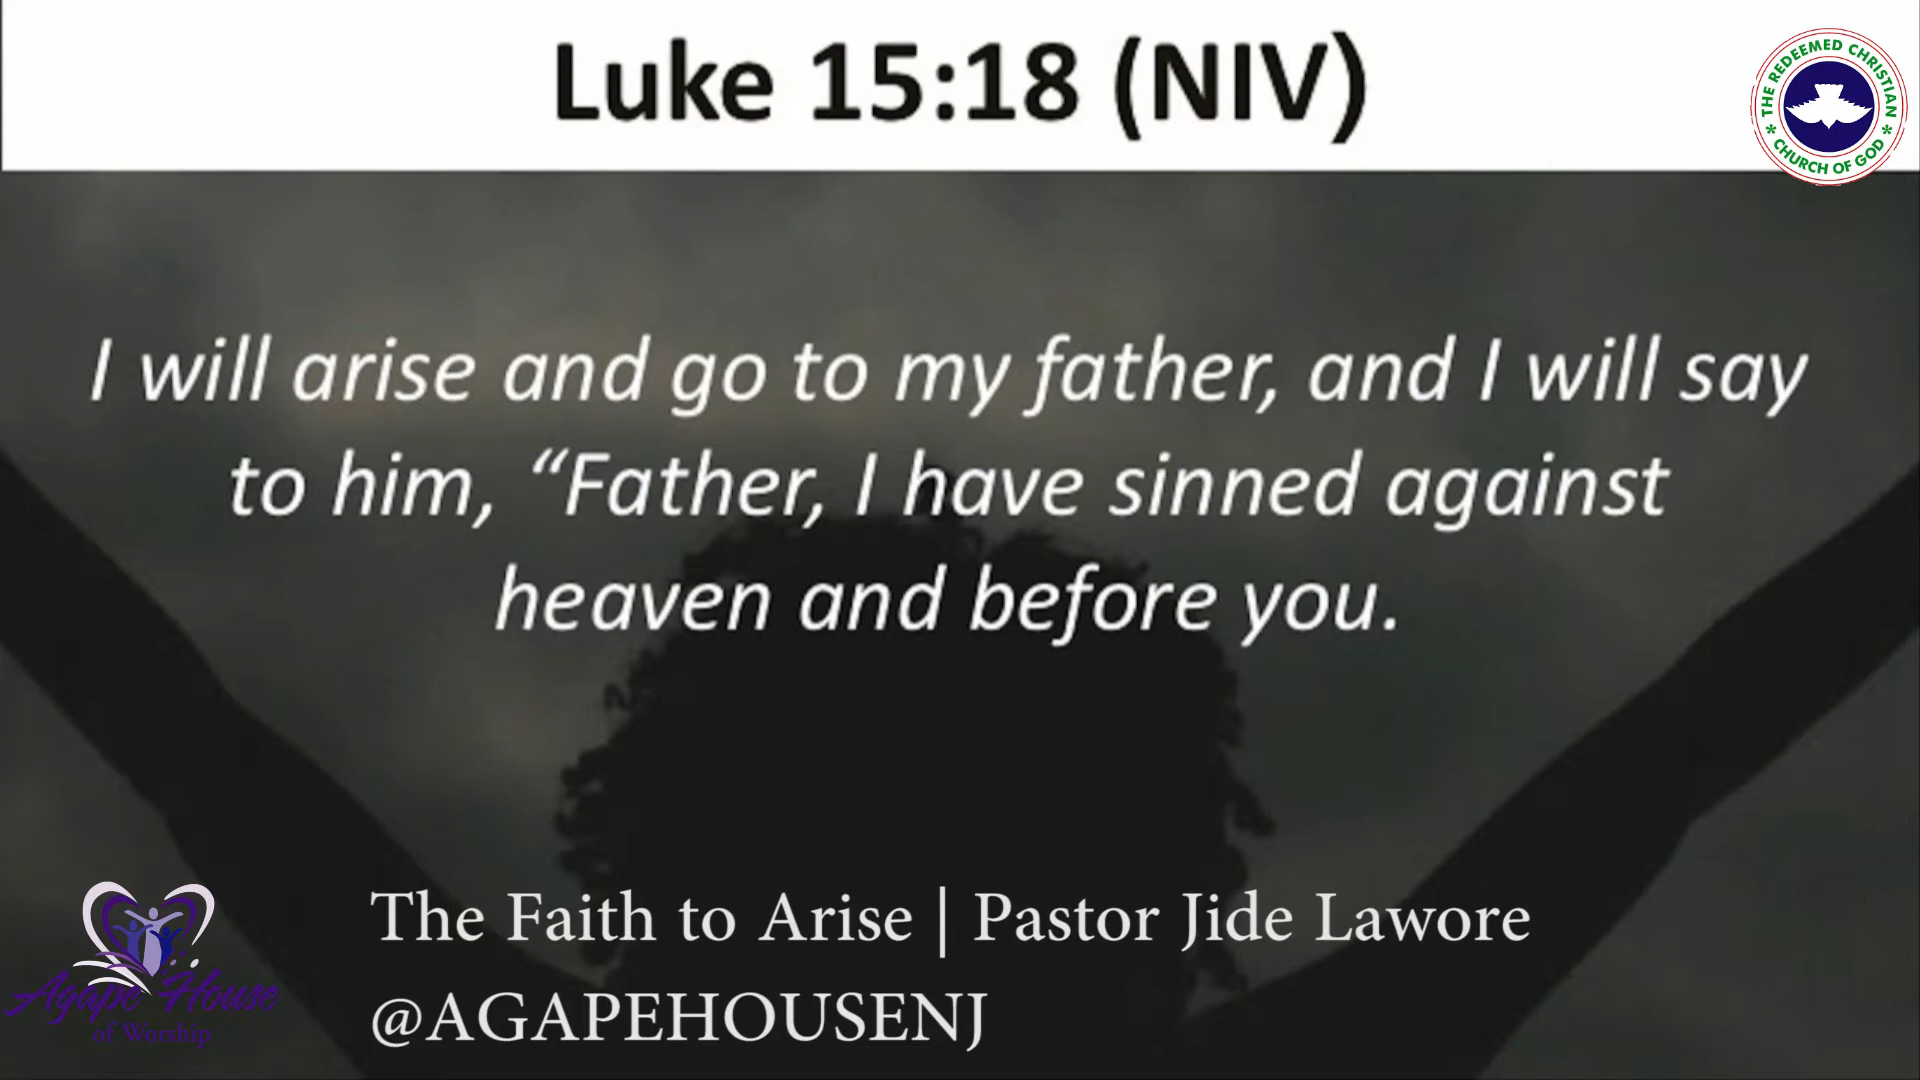 Luke 15:18 (NIV)
THE REDEEMED CHRISTIAN
* CHURCH OF GOD *
I will arise and go to my father, and I will say
to him, “Father, I have sinned against
heaven and before you.
The Faith to Arise | Pastor Jide Lawore
@AGAPEHOUSENJ
Agape House
of Worship